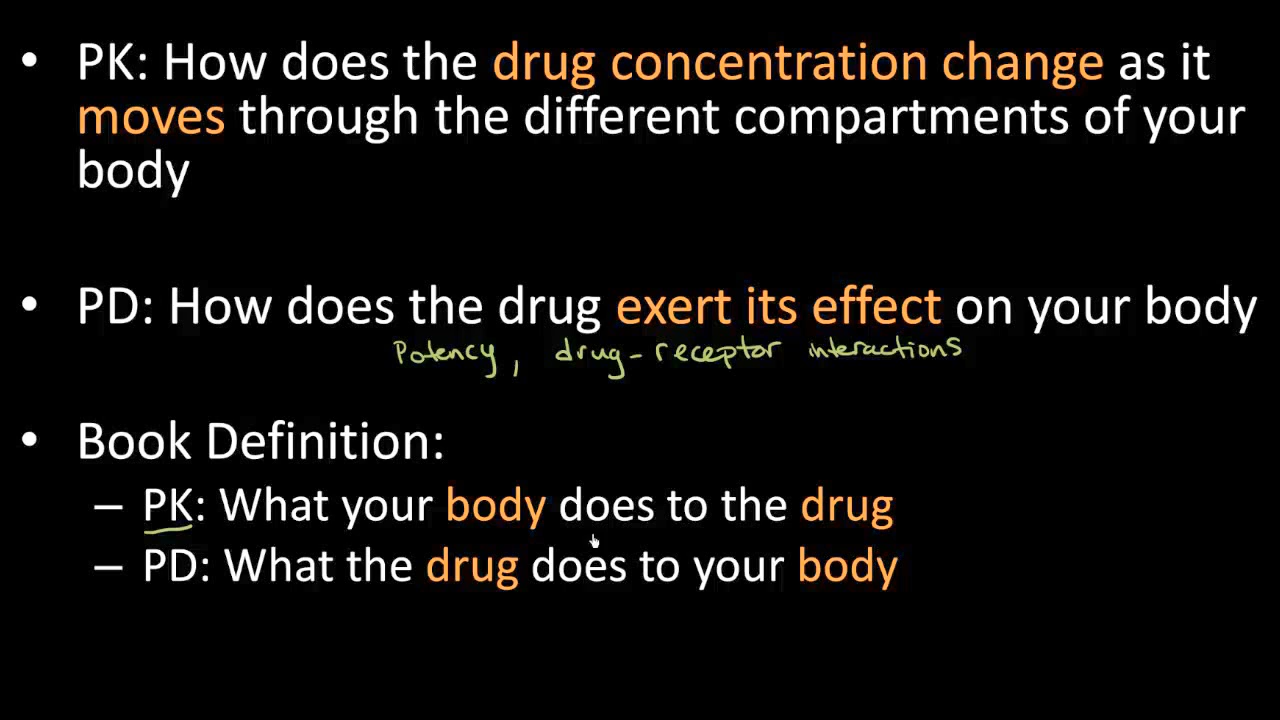 • PK: How does the drug concentration change as it
moves through the different compartments of your
body
• PD: How does the drug exert its effect on your body
Potency, drug-receptor interactions
• Book Definition:
– PK: What your body does to the drug
– PD: What the drug does to your body